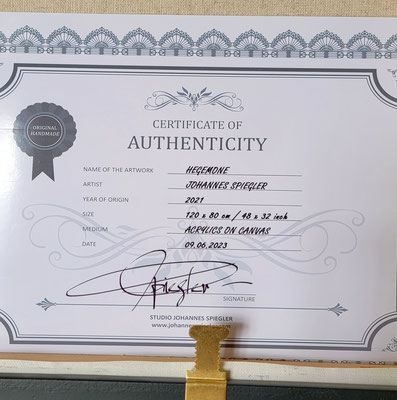 CERTIFICATE OF
AUTHENTICITY
ORIGINAL
HANDMADE
NAME OF THE ARTWORK HEGEMONE
ARTIST JOHANNES SPIEGLER
YEAR OF ORIGIN 2021
SIZE 120 x 80 cm / 48 x 32 inch
MEDIUM ACRYLICS ON CANVAS
DATE 09.06.2023
SIGNATURE
STUDIO JOHANNES SPIEGLER